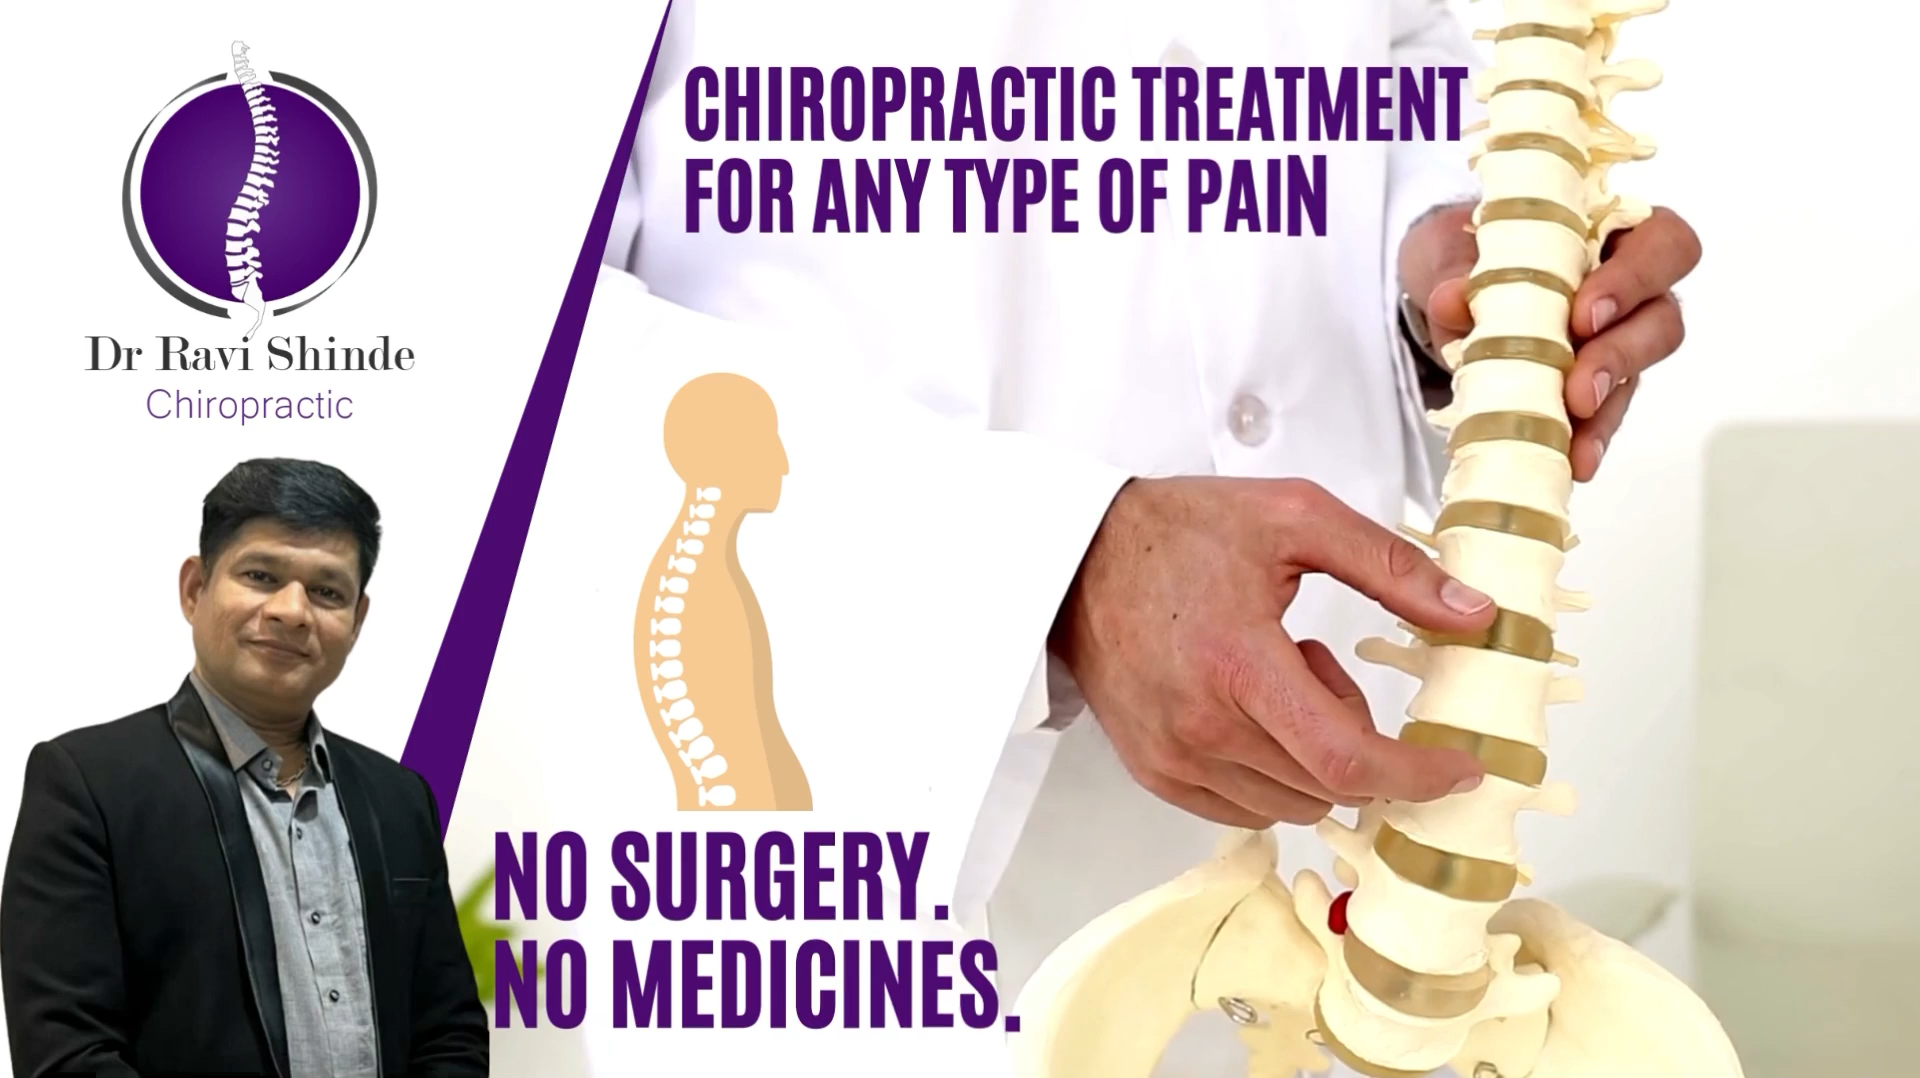 Dr Ravi Shinde
Chiropractic
CHIROPRACTIC TREATMENT
FOR ANY TYPE OF PAIN
NO SURGERY.
NO MEDICINES.